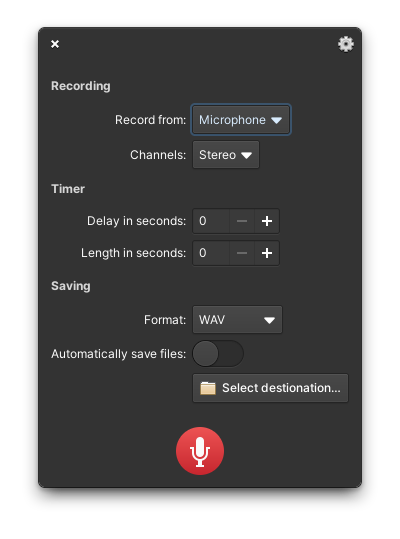 Recording
Record from: Microphone
Channels: Stereo
Timer
Delay in seconds: 0
Length in seconds: 0
Saving
Format: WAV
Automatically save files:
Select destionation...